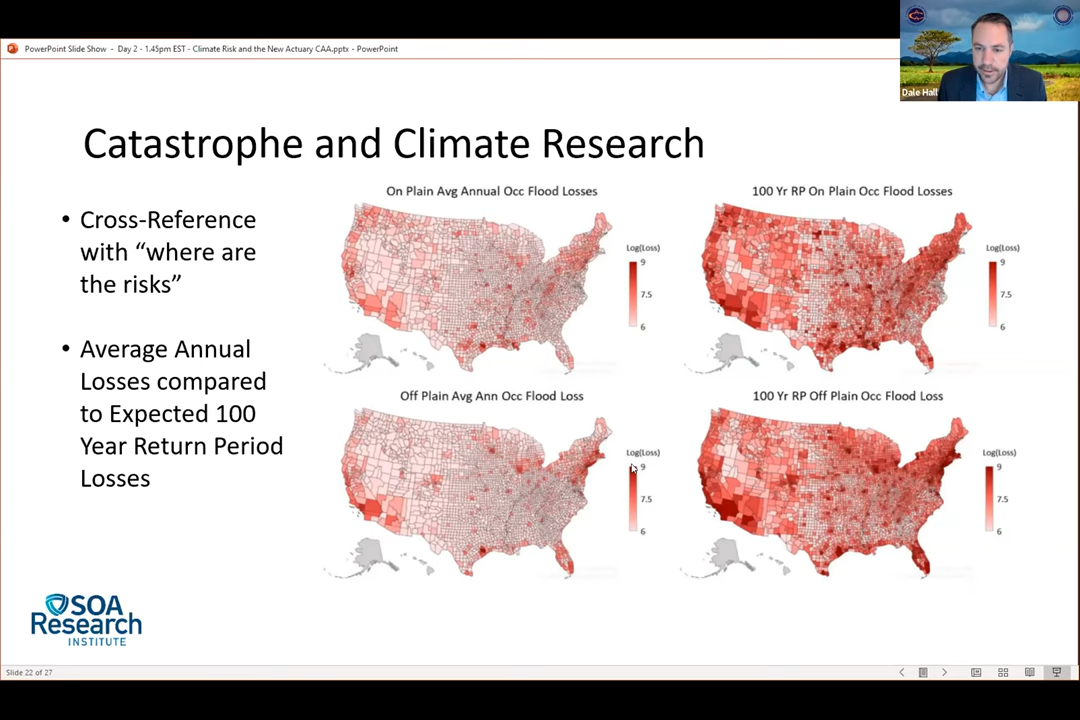 PowerPoint Slide Show - Day 2 - 1.45pm EST - Climate Risk and the New Actuary CAA.pptx - PowerPoint
Dale Hall
Catastrophe and Climate Research
• Cross-Reference
with “where are
the risks”
• Average Annual
Losses compared
to Expected 100
Year Return Period
Losses
On Plain Avg Annual Occ Flood Losses
Log(Loss)
9
7.5
6
100 Yr RP On Plain Occ Flood Losses
Log(Loss)
9
7.5
6
Off Plain Avg Ann Occ Flood Loss
Log(Loss)
9
7.5
6
100 Yr RP Off Plain Occ Flood Loss
Log(Loss)
9
7.5
6
SOA
Research
INSTITUTE
Slide 22 of 27